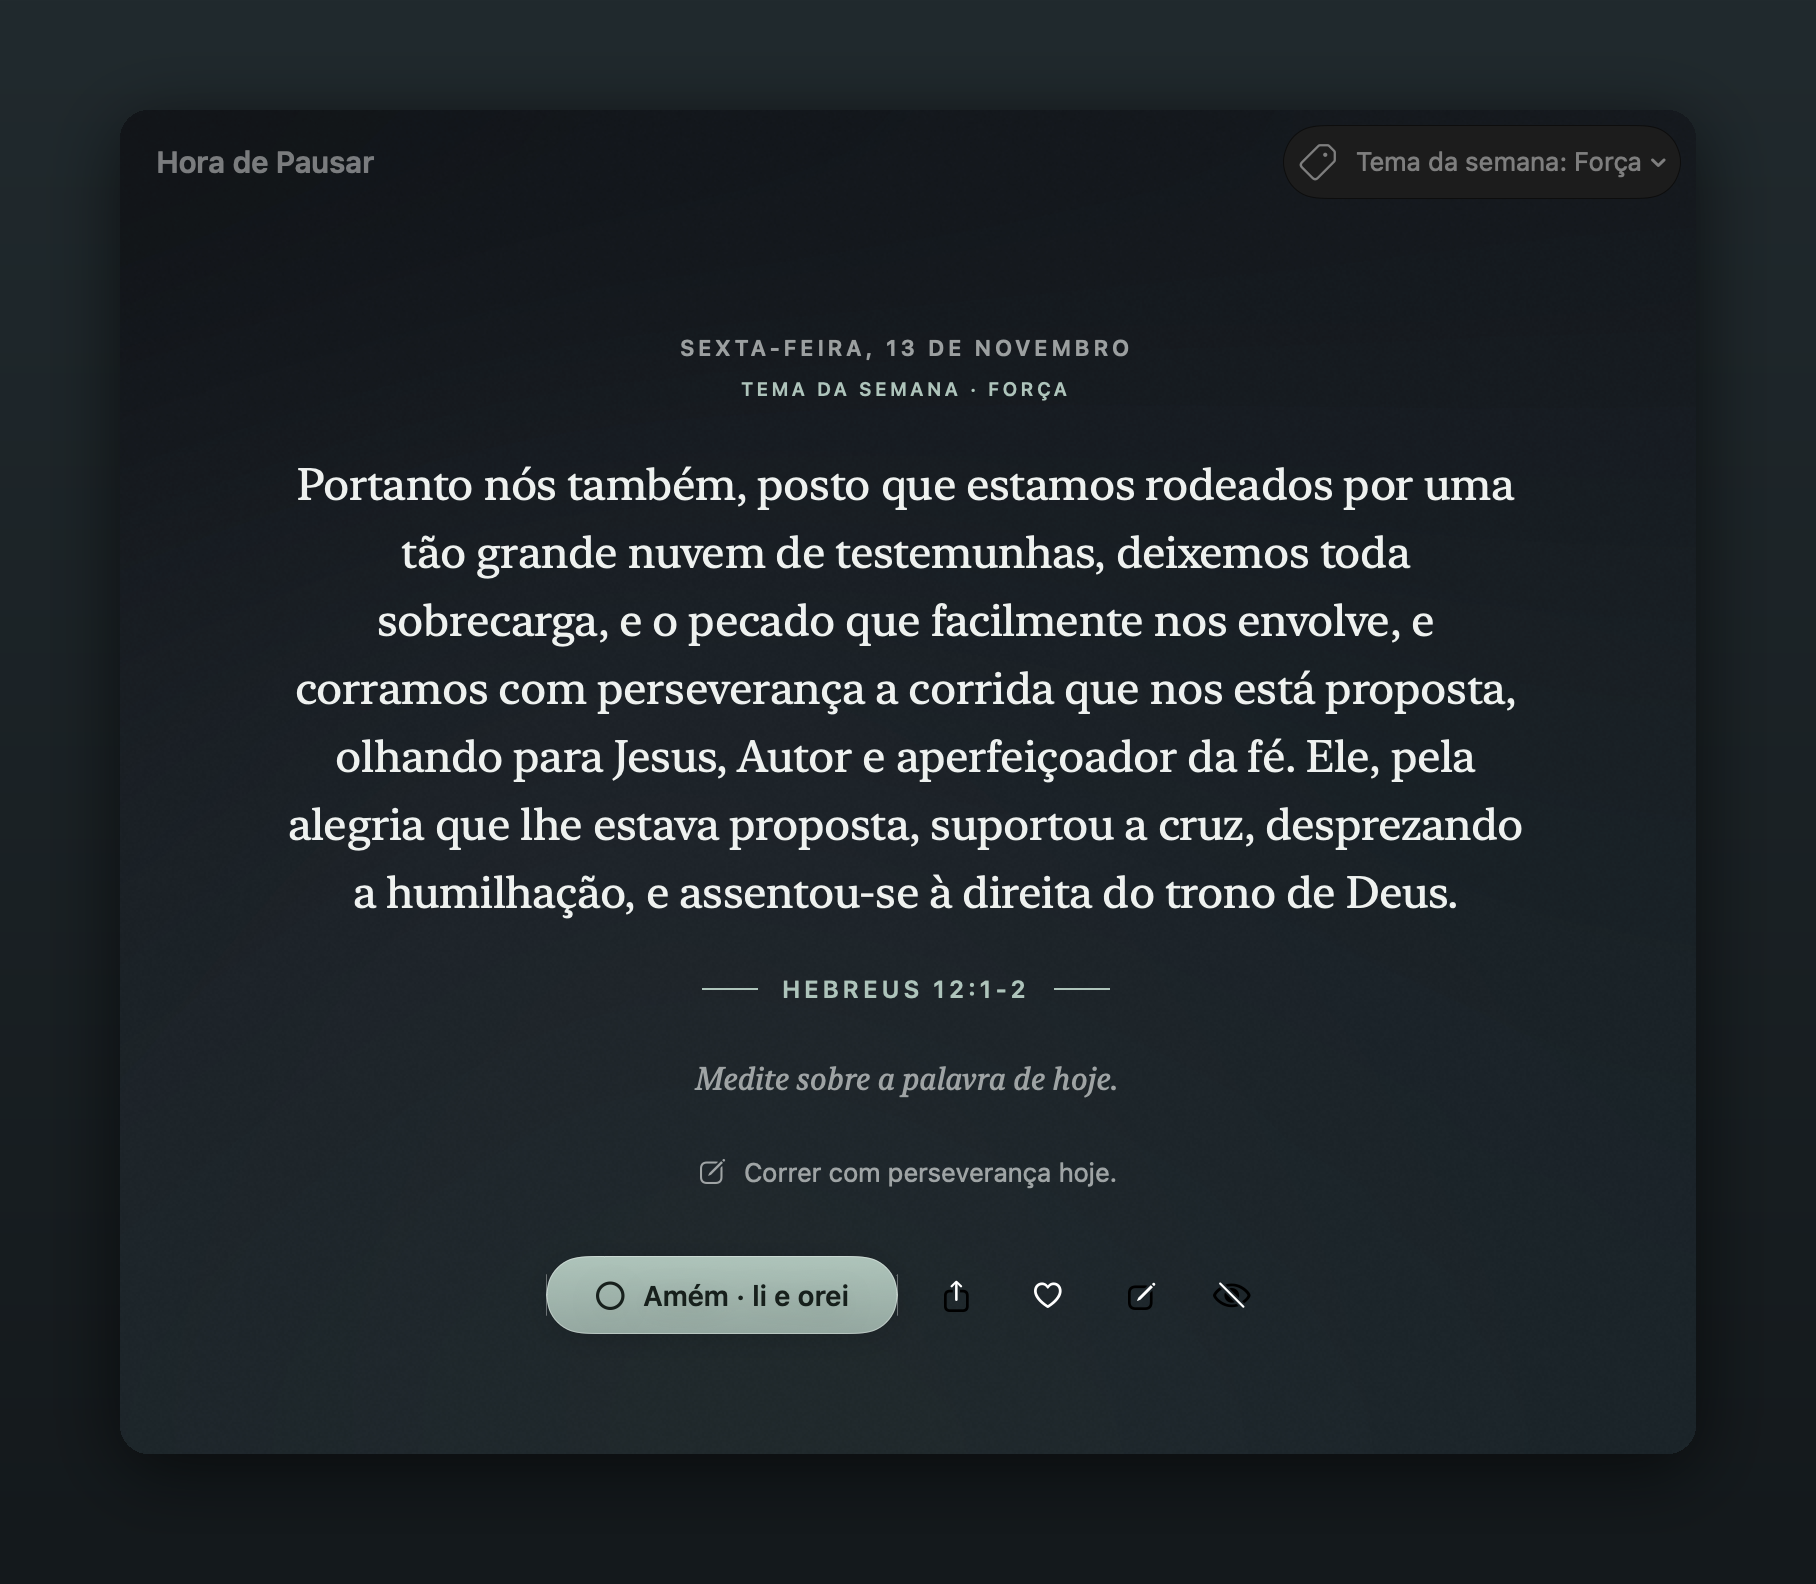 Hora de Pausar
Tema da semana: Força
SEXTA-FEIRA, 13 DE NOVEMBRO
TEMA DA SEMANA · FORÇA
Portanto nós também, posto que estamos rodeados por uma
tão grande nuvem de testemunhas, deixemos toda
sobrecarga, e o pecado que facilmente nos envolve, e
corramos com perseverança a corrida que nos está proposta,
olhando para Jesus, Autor e aperfeiçoador da fé. Ele, pela
alegria que lhe estava proposta, suportou a cruz, desprezando
a humilhação, e assentou-se à direita do trono de Deus.
HEBREUS 12:1-2
Medite sobre a palavra de hoje.
Correr com perseverança hoje.
Amém · li e orei